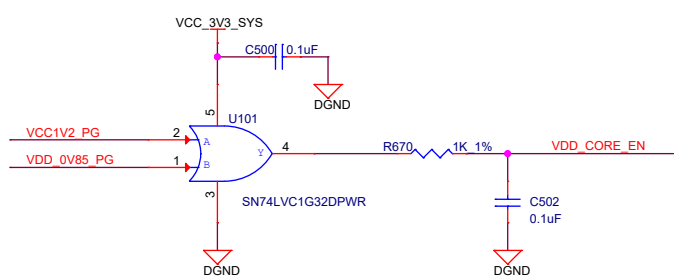 VCC_3V3_SYS
C500 0.1uF
DGND
5
U101
VCC1V2_PG 2 A
Y 4 R670 1K_1% VDD_CORE_EN
VDD_0V85_PG 1 B
3
SN74LVC1G32DPWR
C502
0.1uF
DGND
DGND